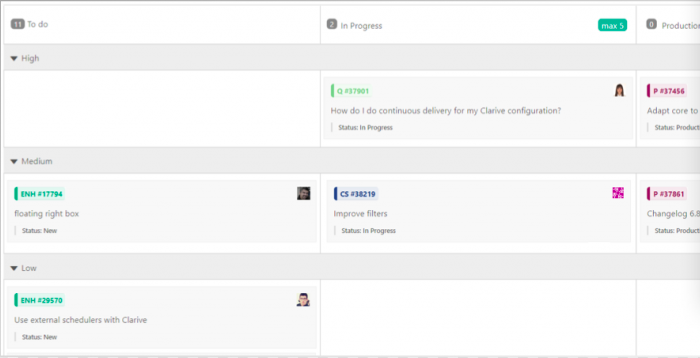 11 To do
2 In Progress
max 5
0 Production
High
Q #37901
How do I do continuous delivery for my Clarive configuration?
Status: In Progress
P #37456
Adapt core to
Status: Product
Medium
ENH #17794
floating right box
Status: New
CS #38219
Improve filters
Status: In Progress
P #37861
Changelog 6.8
Status: Product
Low
ENH #29570
Use external schedulers with Clarive
Status: New